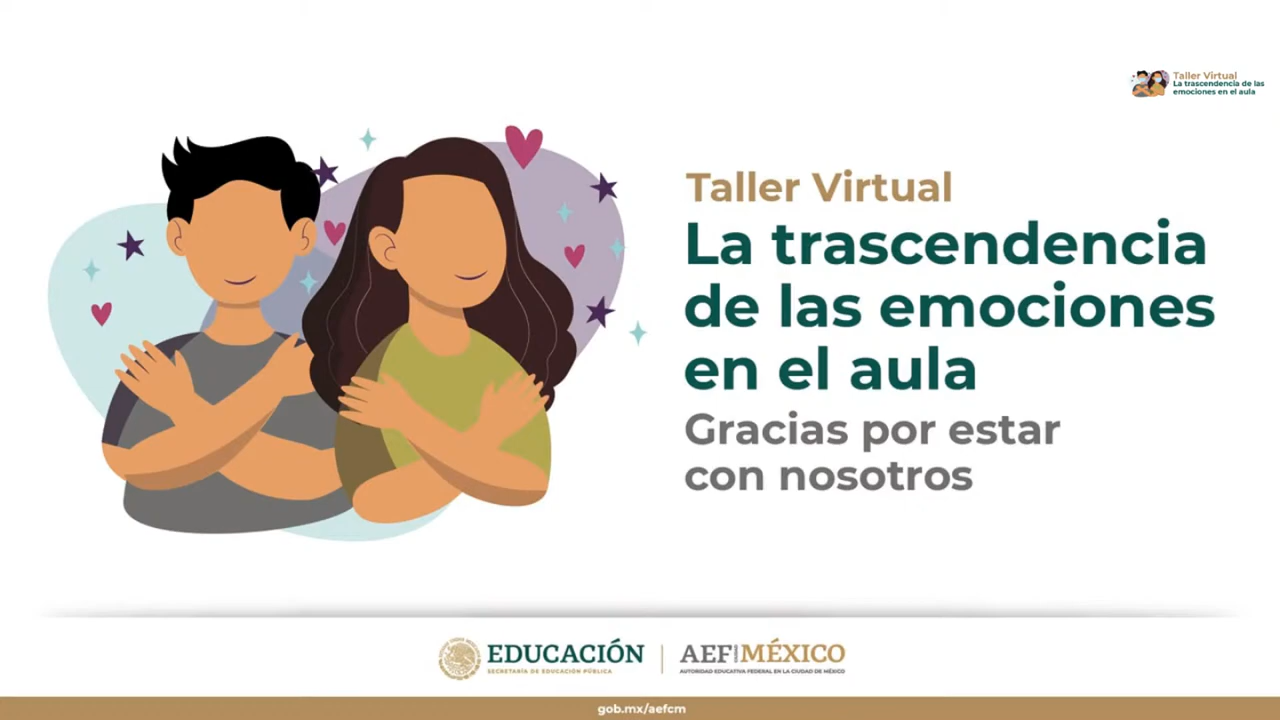 Taller Virtual
La trascendencia de las
emociones en el aula
Taller Virtual
La trascendencia
de las emociones
en el aula
Gracias por estar
con nosotros
EDUCACIÓN
SECRETARÍA DE EDUCACIÓN PÚBLICA
AEF MÉXICO
AUTORIDAD EDUCATIVA FEDERAL EN LA CIUDAD DE MÉXICO
gob.mx/aefcm